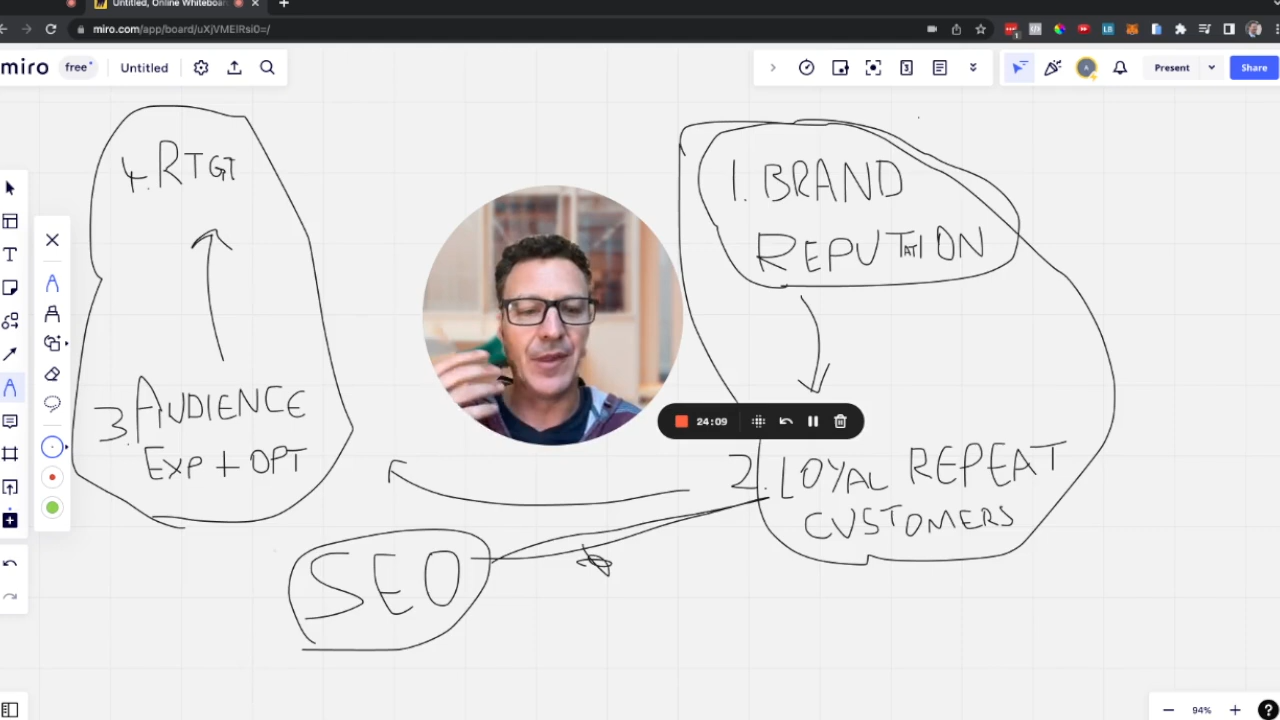 Untitled, Online Whiteboard
miro.com/app/board/uXjVMElRsi0=/
miro
free
Untitled
Present
Share
4. RTGT
3. AUDIENCE
EXP + OPT
SEO
1. BRAND
REPUTATION
24:09
2. LOYAL REPEAT
CUSTOMERS
94%